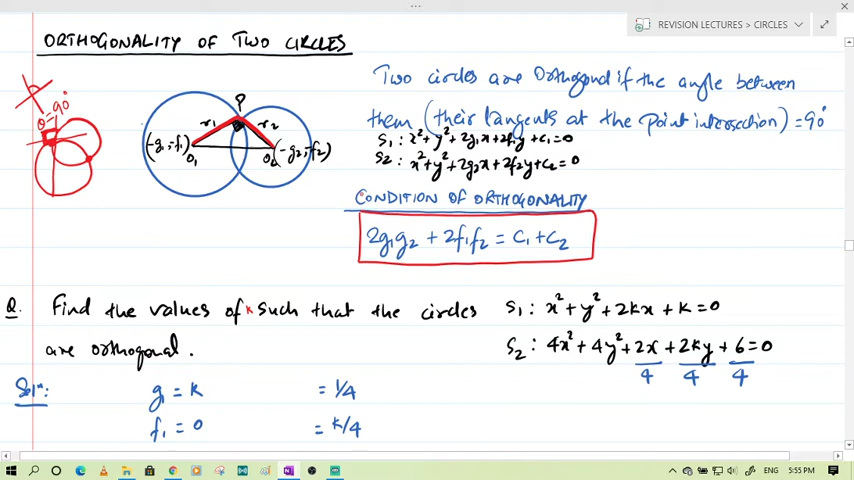 REVISION LECTURES > CIRCLES
ORTHOGONALITY OF TWO CIRCLES
θ=90°
P
r₁
r₂
(-g₁,-f₁)
O₁
O₂
(-g₂,-f₂)
Two circles are Orthogonal if the angle between
them (their tangents at the point intersection) = 90°
S₁: x²+y²+2g₁x+2f₁y+c₁=0
S₂: x²+y²+2g₂x+2f₂y+c₂=0
CONDITION OF ORTHOGONALITY
2g₁g₂ + 2f₁f₂ = C₁+C₂
Q. Find the values of k such that the circles S₁: x²+y²+2kx+k=0
are orthogonal. S₂: 4x²+4y²+2x+2ky+6=0
4 4 4
Solⁿ: g₁ = k = 1/4
f₁ = 0 = k/4
ENG 5:55 PM